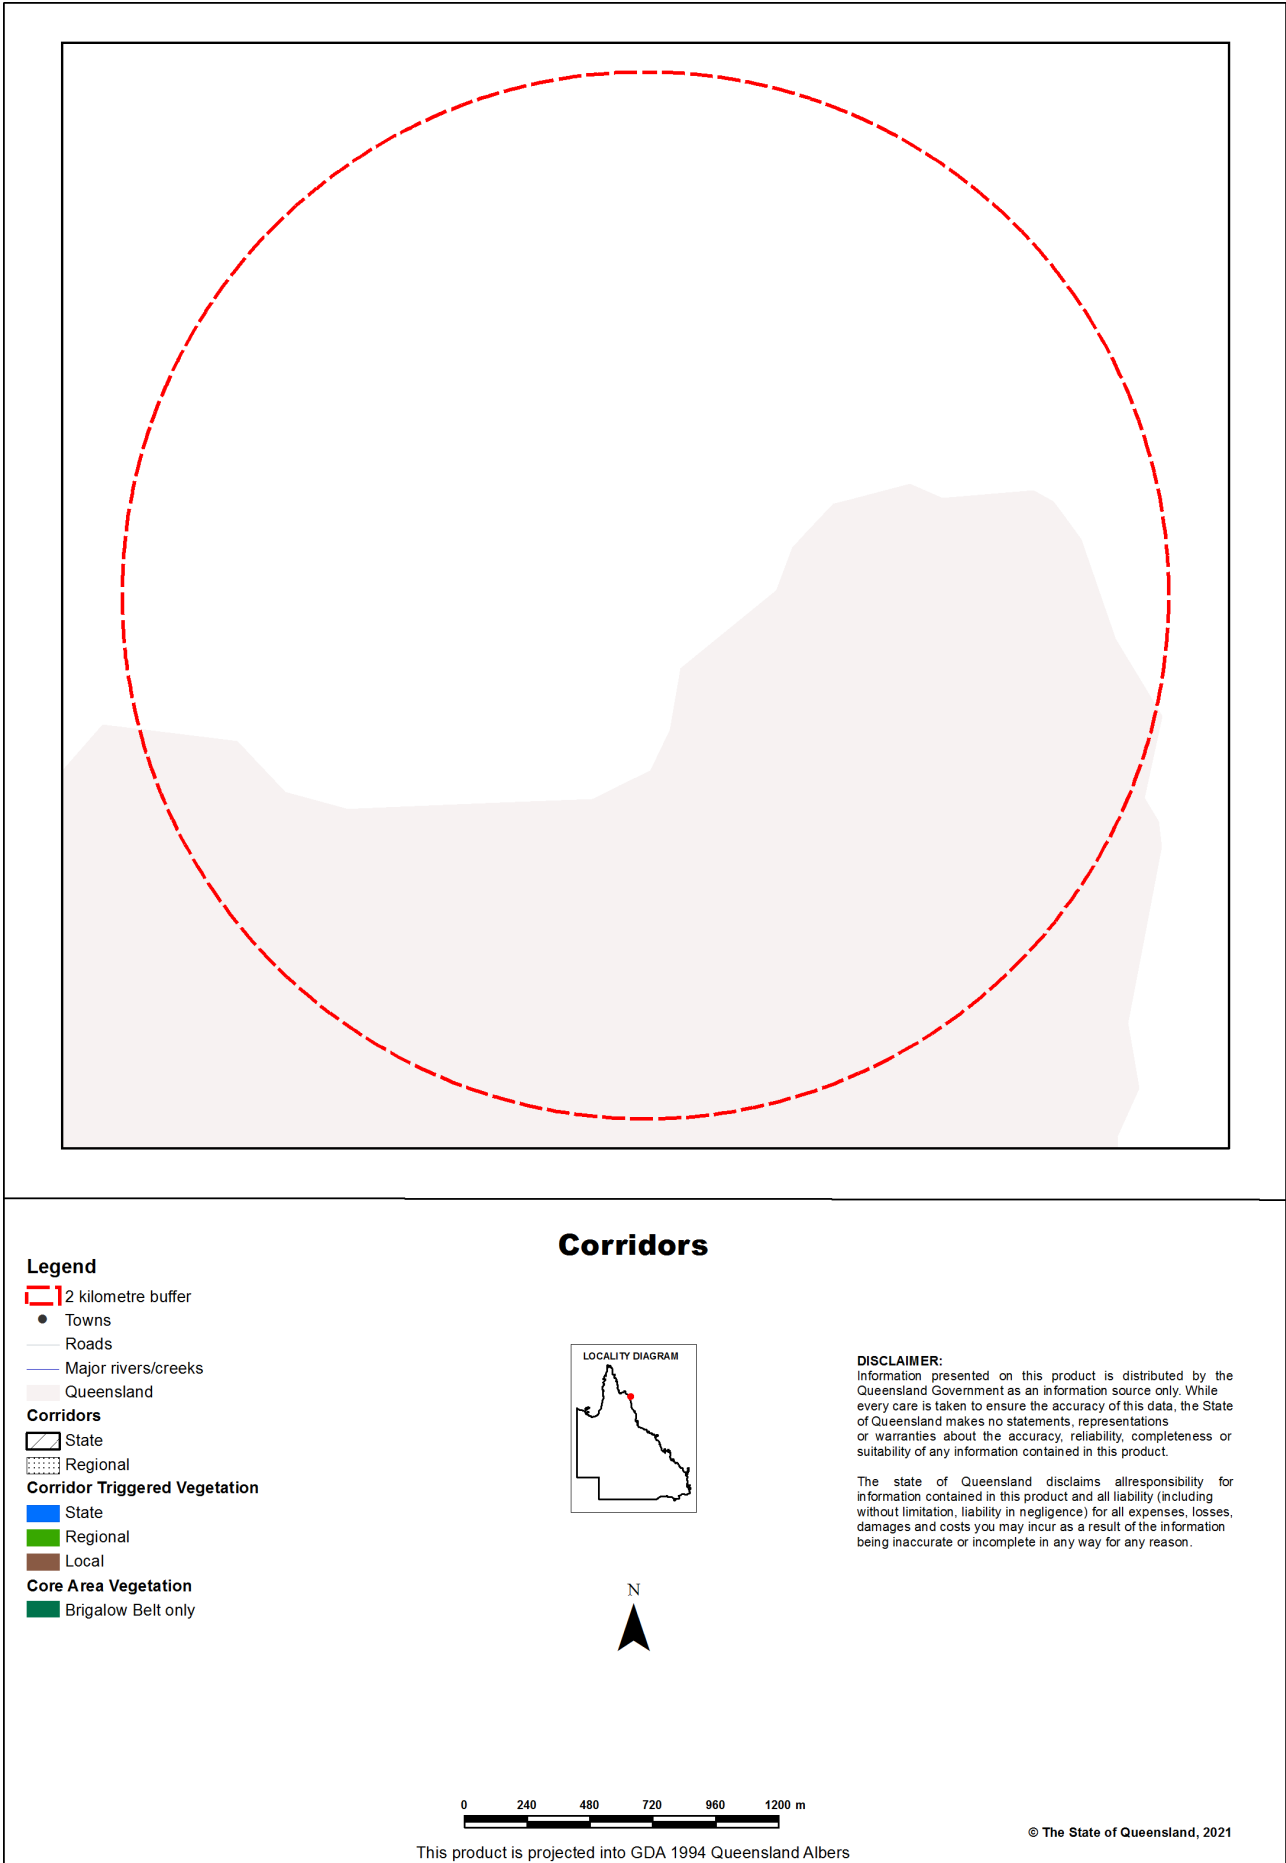 Corridors
Legend
2 kilometre buffer
Towns
Roads
Major rivers/creeks
Queensland
Corridors
State
Regional
Corridor Triggered Vegetation
State
Regional
Local
Core Area Vegetation
Brigalow Belt only
LOCALITY DIAGRAM
N
DISCLAIMER:
Information presented on this product is distributed by the
Queensland Government as an information source only. While
every care is taken to ensure the accuracy of this data, the State
of Queensland makes no statements, representations
or warranties about the accuracy, reliability, completeness or
suitability of any information contained in this product.
The state of Queensland disclaims allresponsibility for
information contained in this product and all liability (including
without limitation, liability in negligence) for all expenses, losses,
damages and costs you may incur as a result of the information
being inaccurate or incomplete in any way for any reason.
0 240 480 720 960 1200 m
This product is projected into GDA 1994 Queensland Albers
© The State of Queensland, 2021